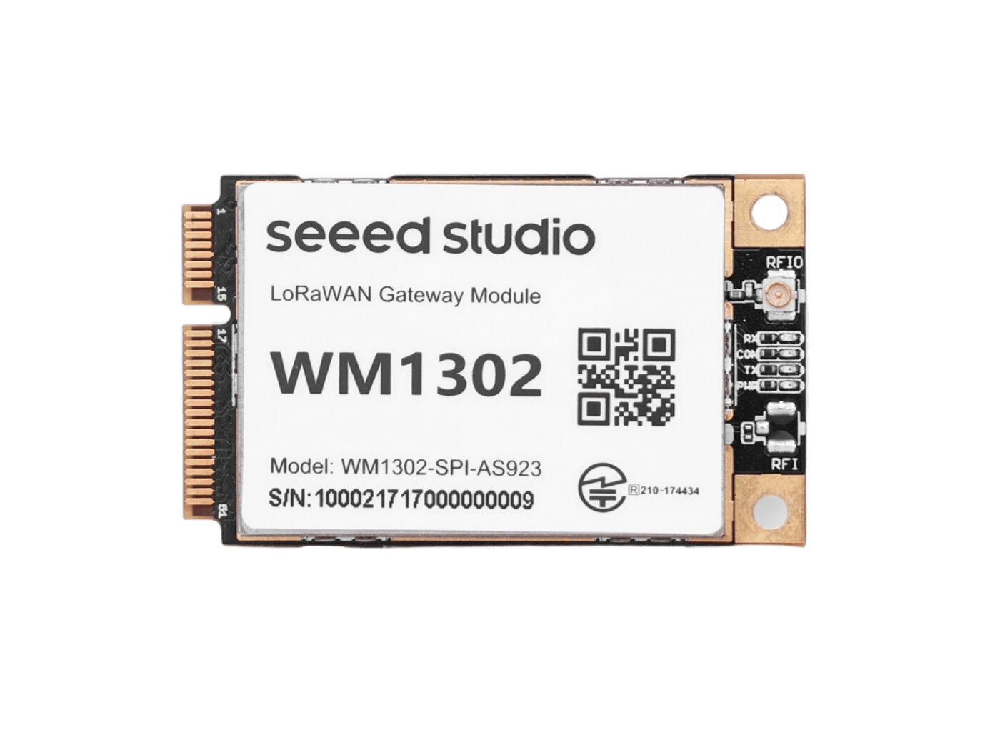 seeed studio
LoRaWAN Gateway Module
WM1302
Model: WM1302-SPI-AS923
S/N:100021717000000009
R 210-174434
1
15
17
51
RFIO
RX
CON
TX
PWR
RFI